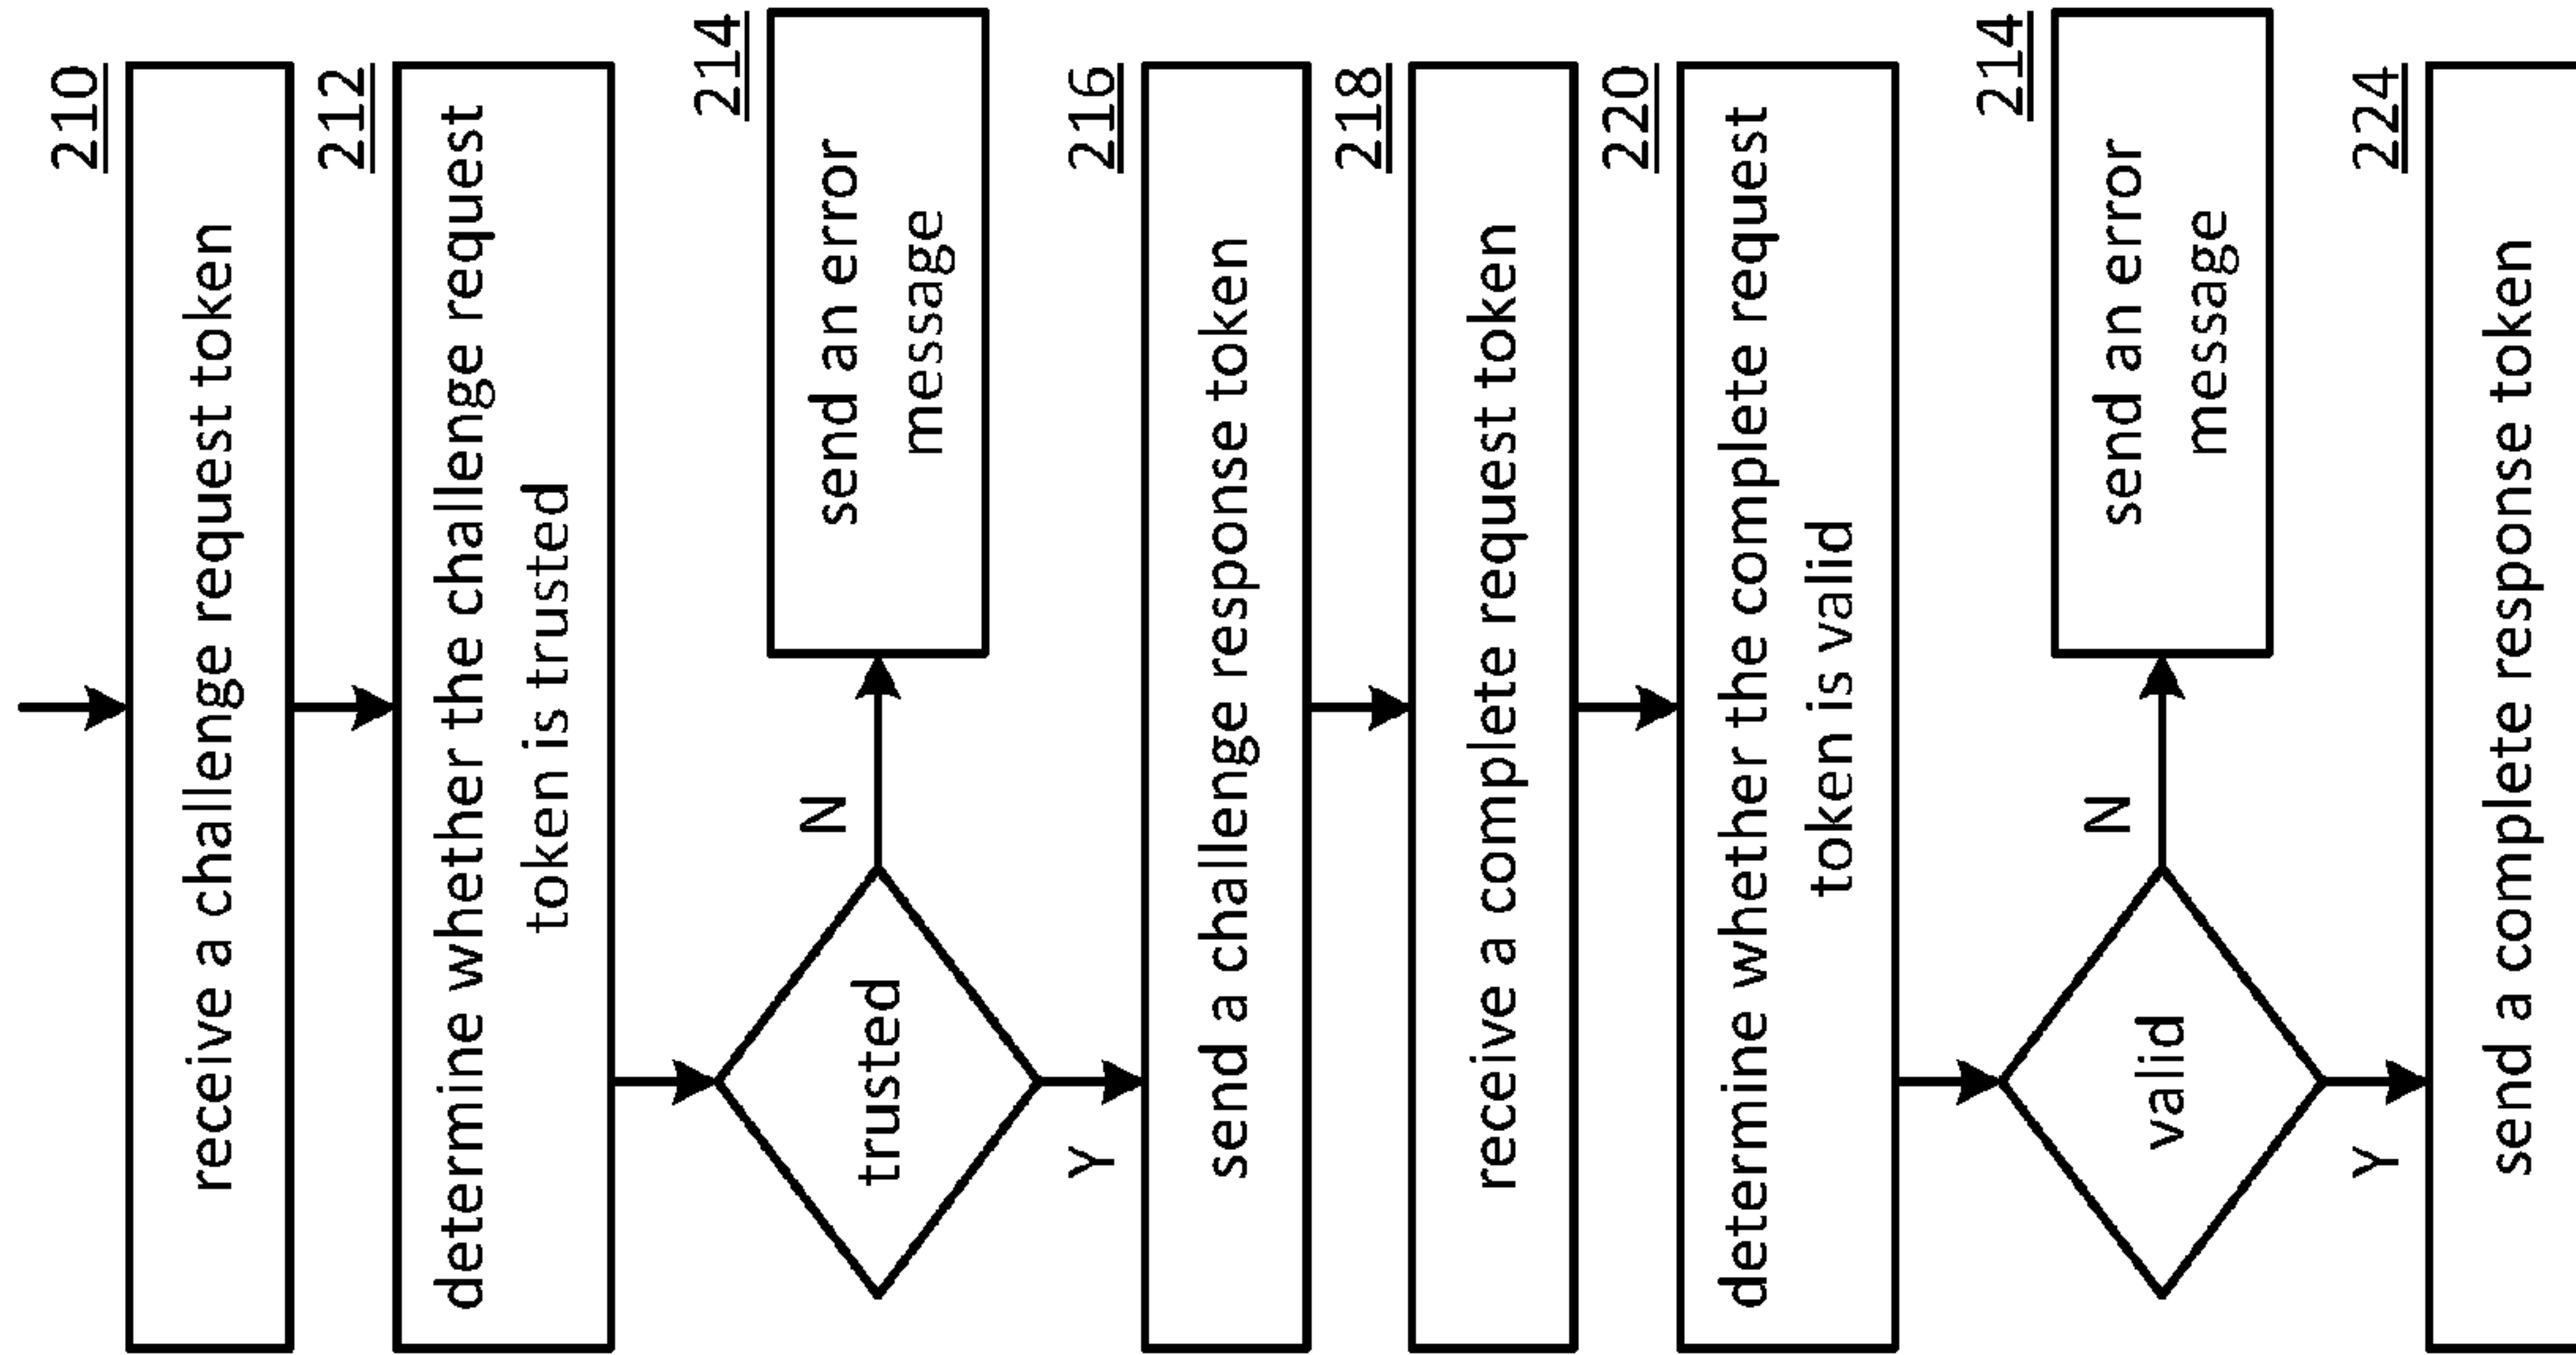 210
receive a challenge request token
212
determine whether the challenge request
token is trusted
trusted
N
214
send an error
message
Y
216
send a challenge response token
218
receive a complete request token
220
determine whether the complete request
token is valid
valid
N
214
send an error
message
Y
224
send a complete response token